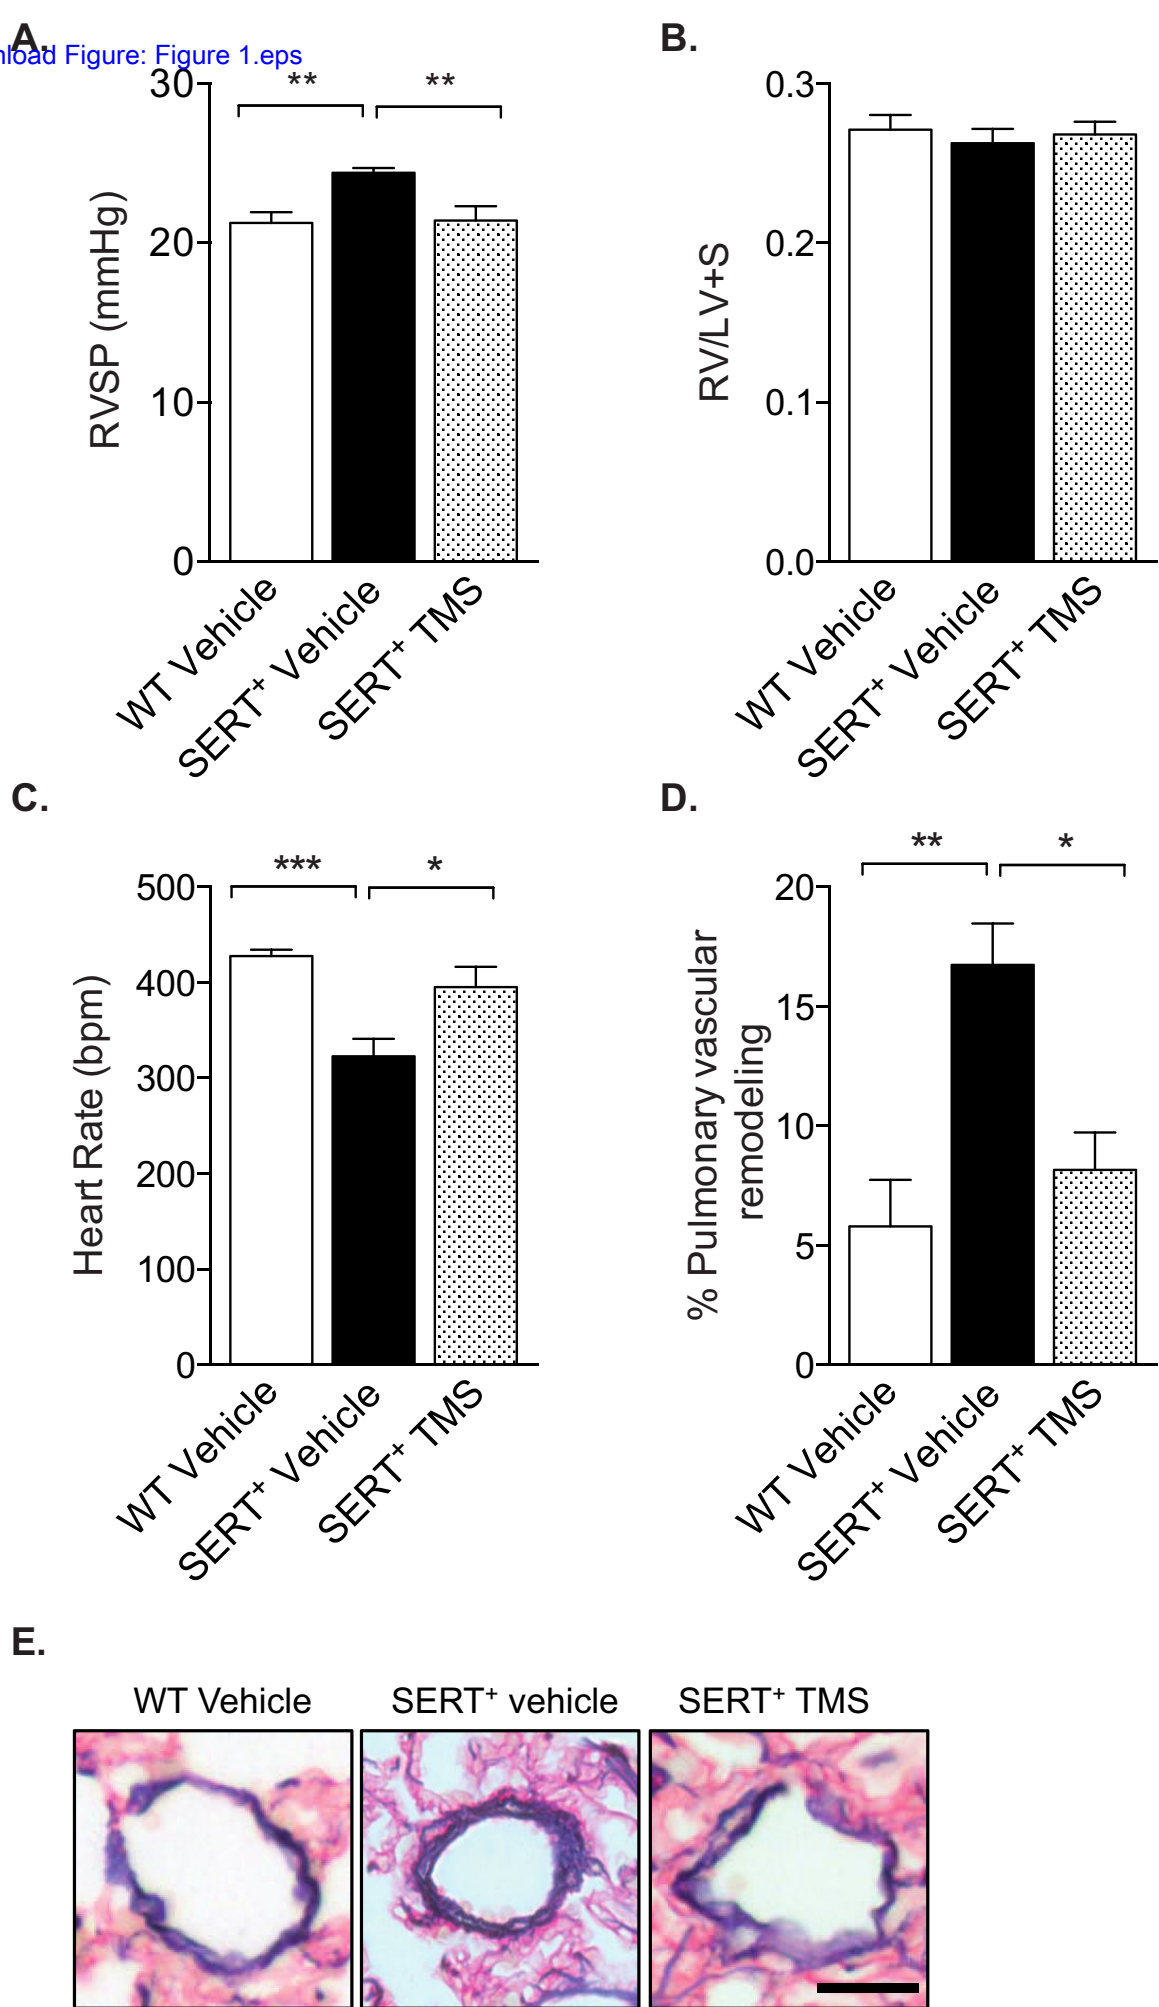 A.
nload Figure: Figure 1.eps
** **
30
20
10
0
RVSP (mmHg)
WT Vehicle
SERT⁺ Vehicle
SERT⁺ TMS
B.
0.3
0.2
0.1
0.0
RV/LV+S
WT Vehicle
SERT⁺ Vehicle
SERT⁺ TMS
C.
*** *
500
400
300
200
100
0
Heart Rate (bpm)
WT Vehicle
SERT⁺ Vehicle
SERT⁺ TMS
D.
** *
20
15
10
5
0
% Pulmonary vascular
remodeling
WT Vehicle
SERT⁺ Vehicle
SERT⁺ TMS
E.
WT Vehicle SERT⁺ vehicle SERT⁺ TMS